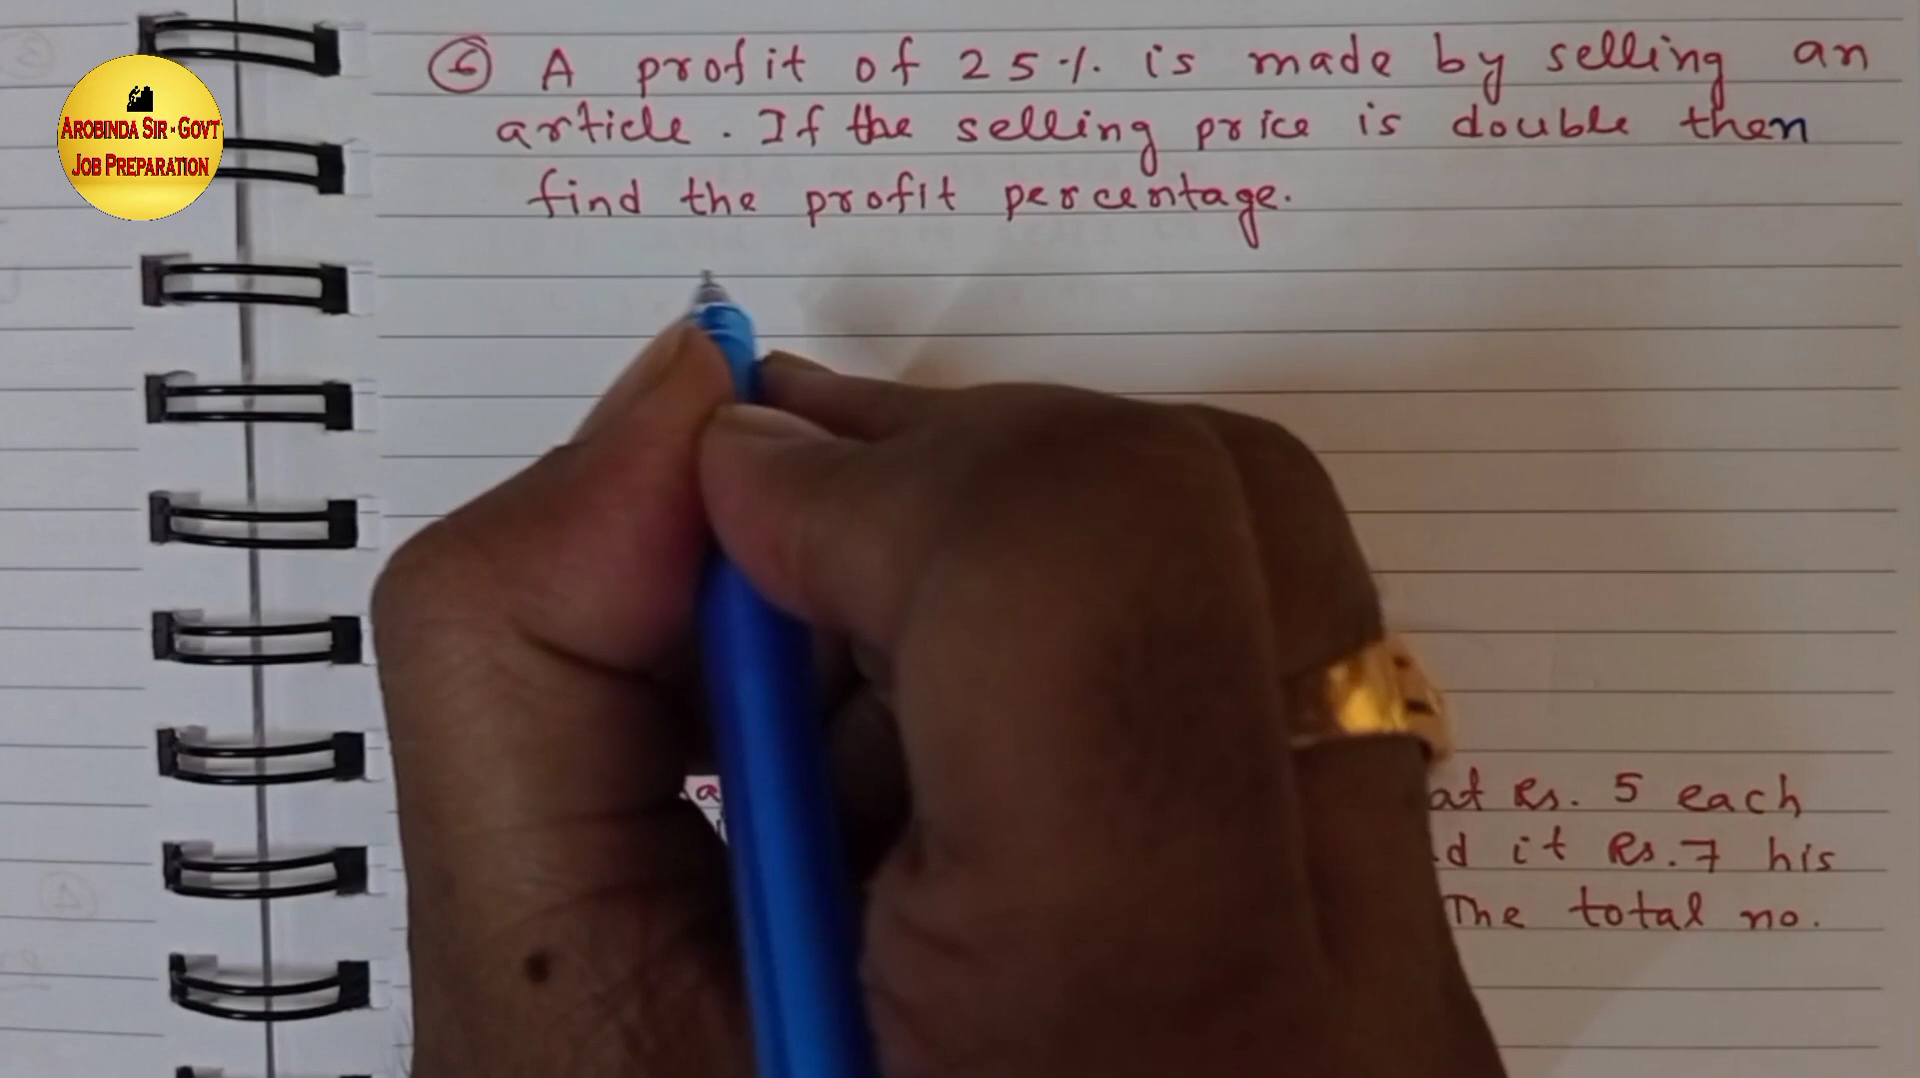 AROBINDA SIR - GOVT
JOB PREPARATION
⑥ A profit of 25%. is made by selling an
article. If the selling price is double then
find the profit percentage.
at Rs. 5 each
it Rs.7 his
The total no.